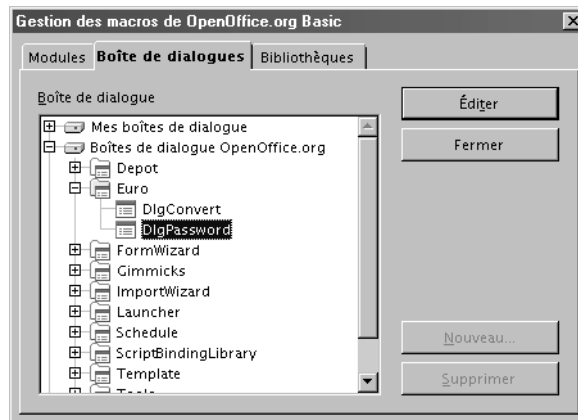 Gestion des macros de OpenOffice.org Basic
Modules Boîte de dialogues Bibliothèques
Boîte de dialogue
Éditer
Mes boîtes de dialogue
Fermer
Boîtes de dialogue OpenOffice.org
Depot
Euro
DlgConvert
DlgPassword
FormWizard
Gimmicks
ImportWizard
Launcher
Schedule
Nouveau...
ScriptBindingLibrary
Template
Supprimer